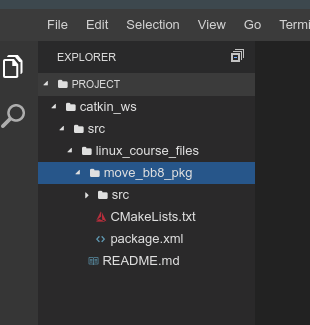 File Edit Selection View Go Termi
EXPLORER
PROJECT
catkin_ws
src
linux_course_files
move_bb8_pkg
src
CMakeLists.txt
package.xml
README.md